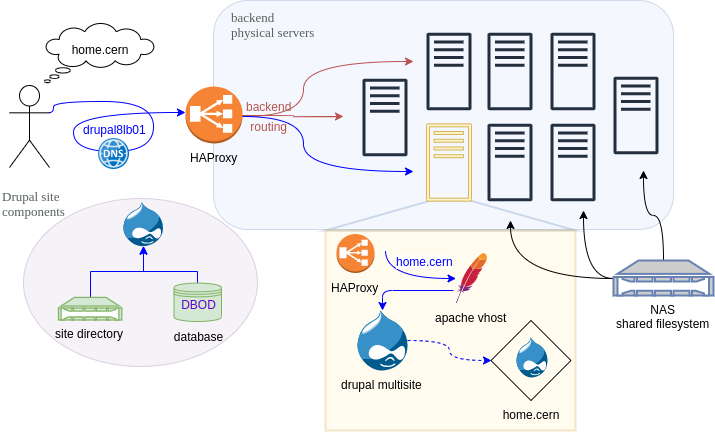 backend
physical servers
home.cern
backend
routing
drupal8lb01
DNS
HAProxy
Drupal site
components
DBOD
site directory
database
HAProxy
home.cern
apache vhost
drupal multisite
home.cern
NAS
shared filesystem